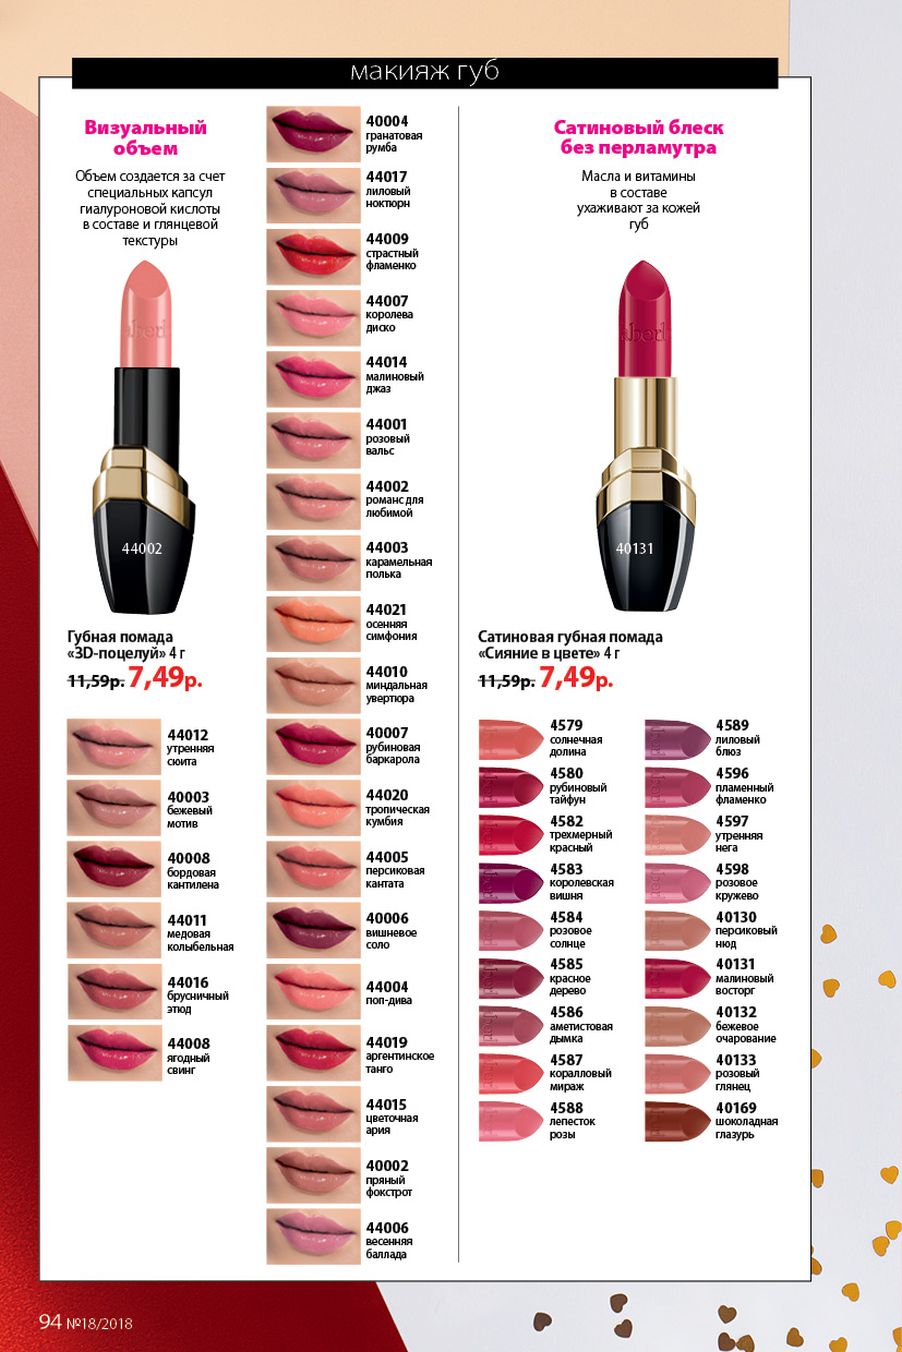 макияж губ
Визуальный
объем
Объем создается за счет
специальных капсул
гиалуроновой кислоты
в составе и глянцевой
текстуры
44002
Губная помада
«3D-поцелуй» 4 г
11,59р. 7,49р.
44012
утренняя
сюита
40003
бежевый
мотив
40008
бордовая
кантилена
44011
медовая
колыбельная
44016
брусничный
этюд
44008
ягодный
свинг
40004
гранатовая
румба
44017
лиловый
ноктюрн
44009
страстный
фламенко
44007
королева
диско
44014
малиновый
джаз
44001
розовый
вальс
44002
романс для
любимой
44003
карамельная
полька
44021
осенняя
симфония
44010
миндальная
увертюра
40007
рубиновая
баркарола
44020
тропическая
кумбия
44005
персиковая
кантата
40006
вишневое
соло
44004
поп-дива
44019
аргентинское
танго
44015
цветочная
ария
40002
пряный
фокстрот
44006
весенняя
баллада
Сатиновый блеск
без перламутра
Масла и витамины
в составе
ухаживают за кожей
губ
40131
Сатиновая губная помада
«Сияние в цвете» 4 г
11,59р. 7,49р.
4579
солнечная
долина
4580
рубиновый
тайфун
4582
трехмерный
красный
4583
королевская
вишня
4584
розовое
солнце
4585
красное
дерево
4586
аметистовая
дымка
4587
коралловый
мираж
4588
лепесток
розы
4589
лиловый
блюз
4596
пламенный
фламенко
4597
утренняя
нега
4598
розовое
кружево
40130
персиковый
нюд
40131
малиновый
восторг
40132
бежевое
очарование
40133
розовый
глянец
40169
шоколадная
глазурь
94 №18/2018